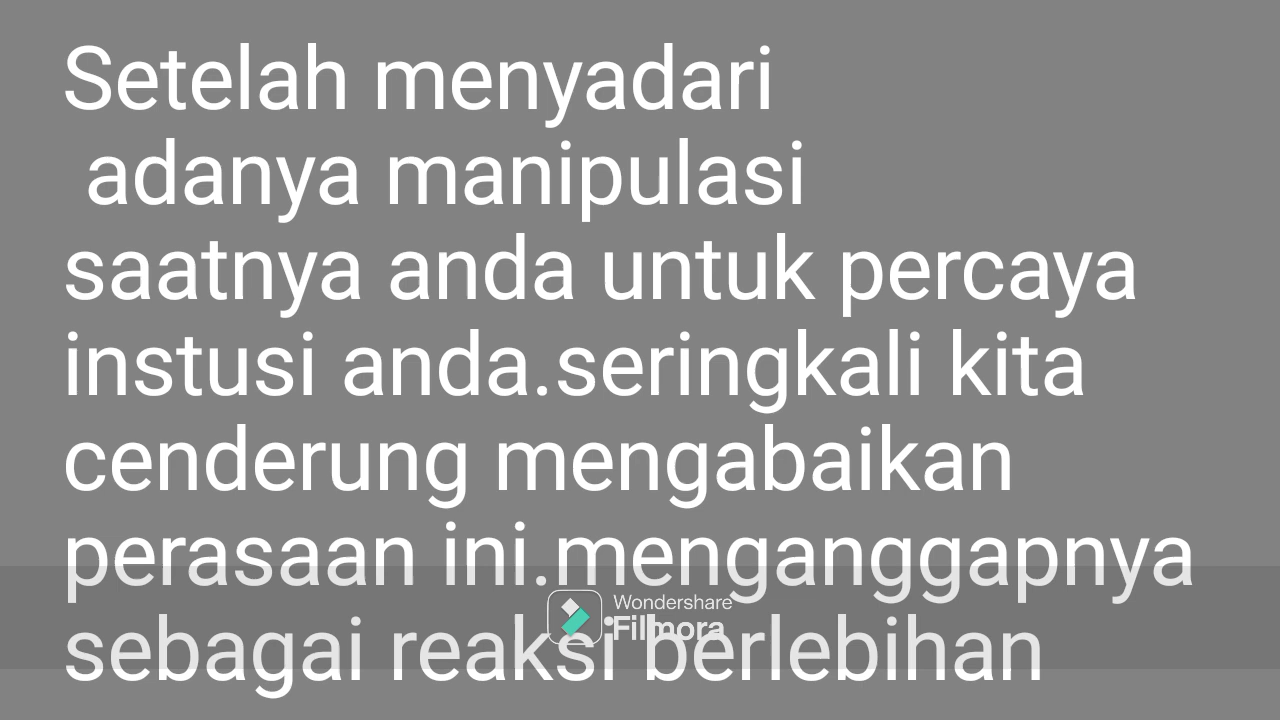 Setelah menyadari
adanya manipulasi
saatnya anda untuk percaya
instusi anda.seringkali kita
cenderung mengabaikan
perasaan ini.menganggapnya
sebagai reaksi berlebihan
Wondershare
Filmora